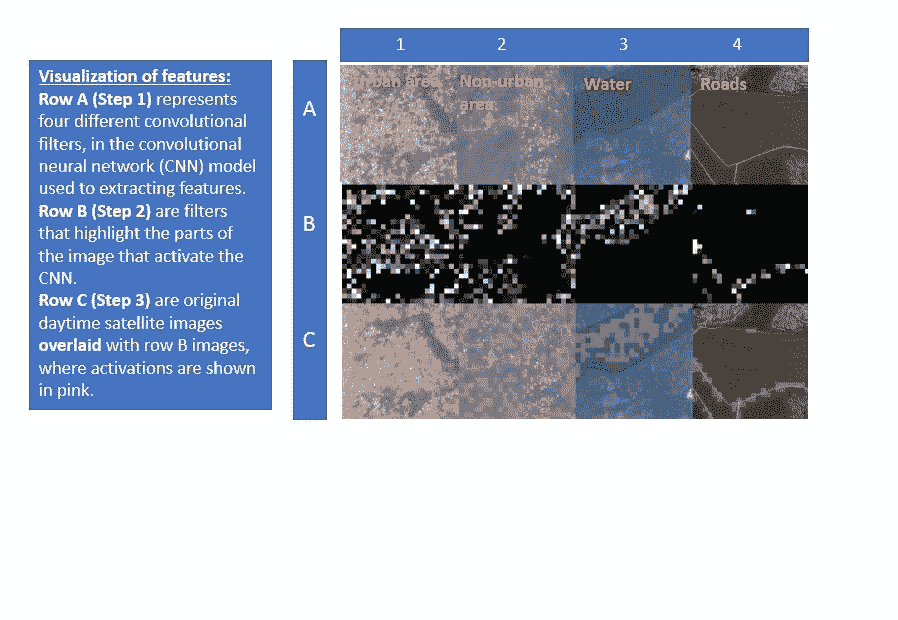 1 2 3 4
Visualization of features:
Row A (Step 1) represents
four different convolutional
filters, in the convolutional
neural network (CNN) model
used to extracting features.
Row B (Step 2) are filters
that highlight the parts of
the image that activate the
CNN.
Row C (Step 3) are original
daytime satellite images
overlaid with row B images,
where activations are shown
in pink.
A
Urban area Non-urban Water Roads
area
B
C